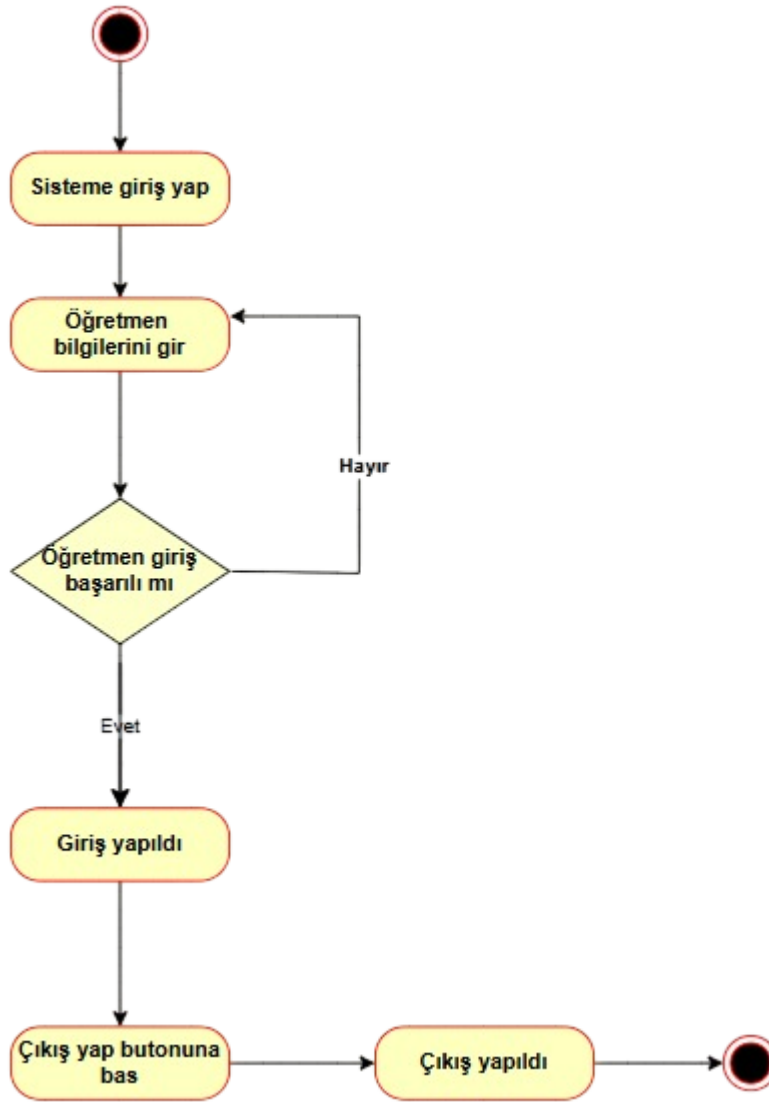 Sisteme giriş yap
Öğretmen
bilgilerini gir
Hayır
Öğretmen giriş
başarılı mı
Evet
Giriş yapıldı
Çıkış yap butonuna
bas
Çıkış yapıldı